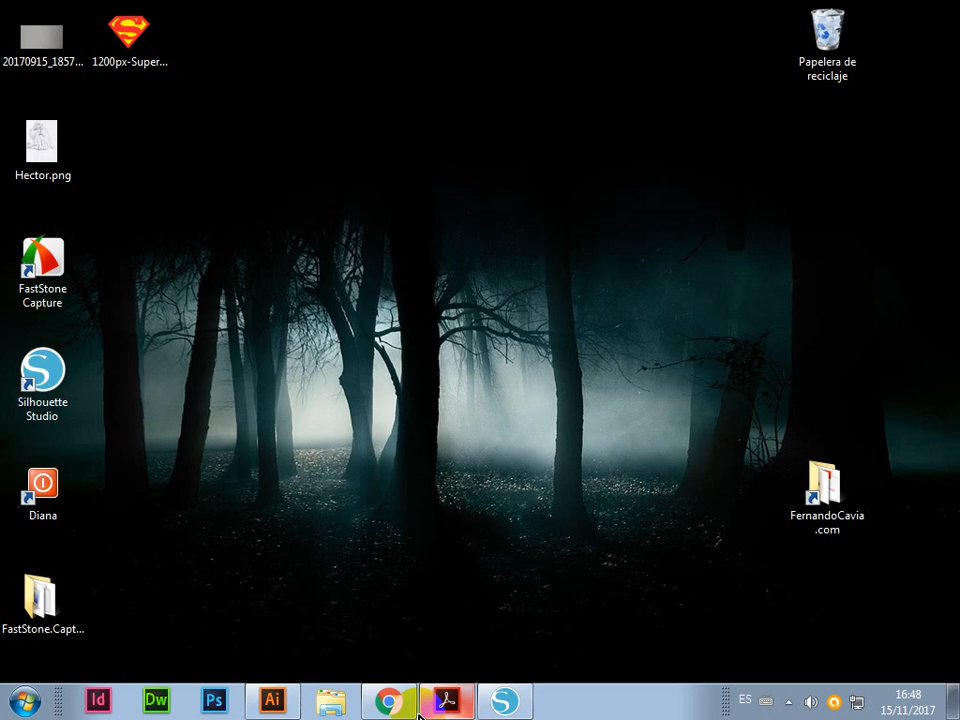 20170915_1857...
1200px-Super...
Papelera de
reciclaje
Hector.png
FastStone
Capture
Silhouette
Studio
Diana
FernandoCavia
.com
FastStone.Capt...
Id
Dw
Ps
Ai
ES
16:48
15/11/2017